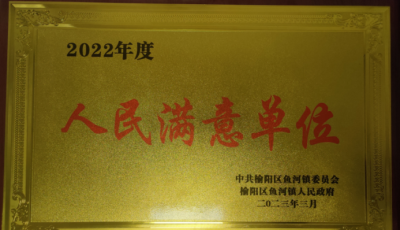 2022年度
人民满意单位
中共榆阳区鱼河镇委员会
榆阳区鱼河镇人民政府
二〇二三年三月